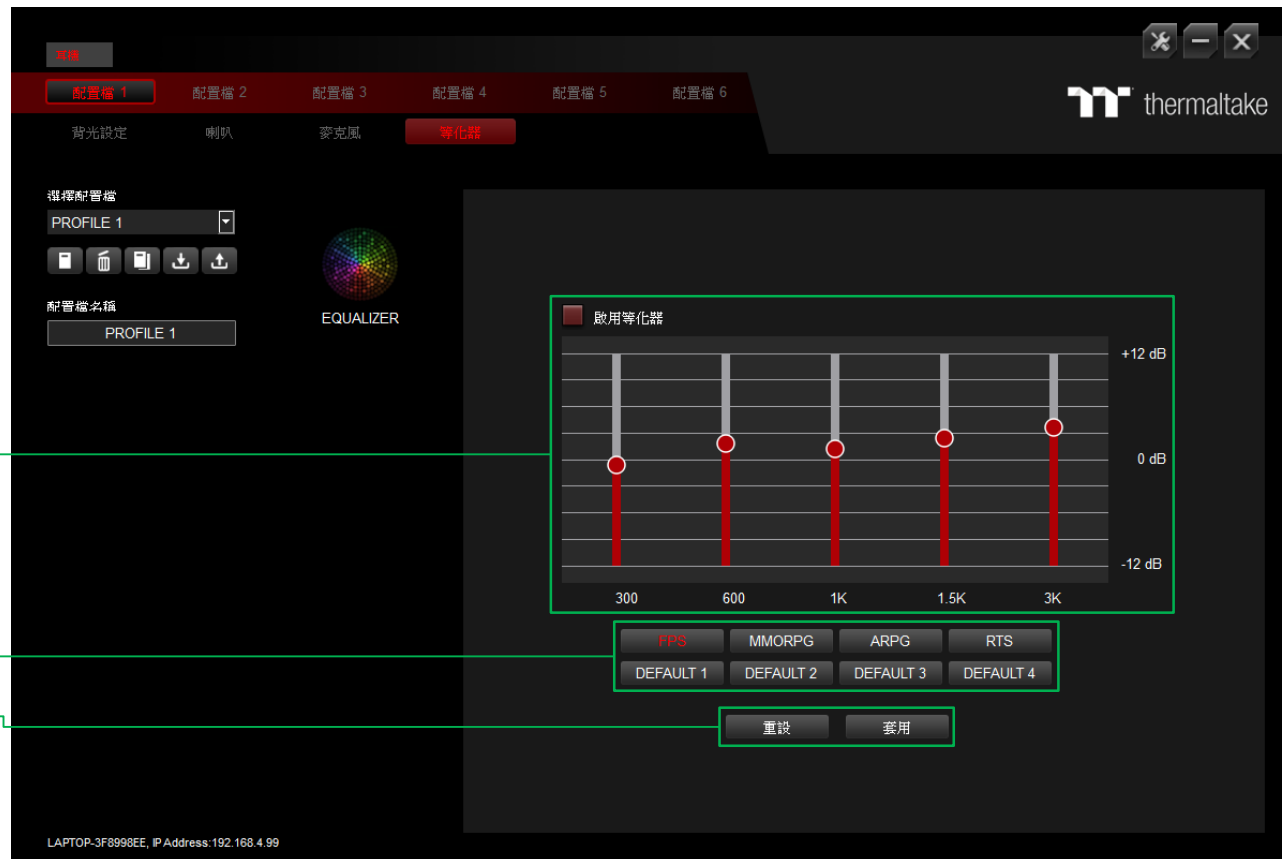 耳機
配置檔 1 配置檔 2 配置檔 3 配置檔 4 配置檔 5 配置檔 6
thermaltake
背光設定 喇叭 麥克風 等化器
選擇配置檔
PROFILE 1
配置檔名稱
PROFILE 1
EQUALIZER
啟用等化器
+12 dB
0 dB
-12 dB
300 600 1K 1.5K 3K
FPS MMORPG ARPG RTS
DEFAULT 1 DEFAULT 2 DEFAULT 3 DEFAULT 4
重設 套用
LAPTOP-3F8998EE, IP Address:192.168.4.99